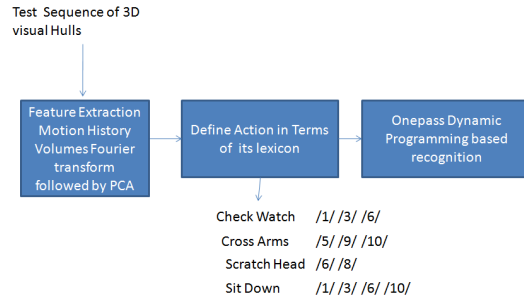 Test Sequence of 3D
visual Hulls
Feature Extraction
Motion History
Volumes Fourier
transform
followed by PCA
Define Action in Terms
of its lexicon
Onepass Dynamic
Programming based
recognition
Check Watch /1/ /3/ /6/
Cross Arms /5/ /9/ /10/
Scratch Head /6/ /8/
Sit Down /1/ /3/ /6/ /10/